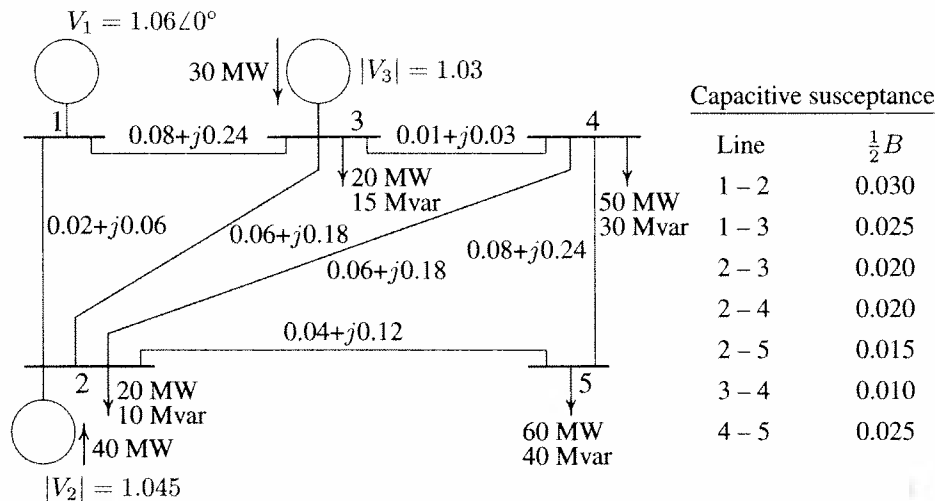 V₁ = 1.06∠0°
30 MW
|V₃| = 1.03
1
0.08+j0.24
3
0.01+j0.03
4
20 MW
15 Mvar
50 MW
30 Mvar
0.02+j0.06
0.06+j0.18
0.06+j0.18
0.08+j0.24
0.04+j0.12
2
20 MW
10 Mvar
40 MW
|V₂| = 1.045
5
60 MW
40 Mvar
Capacitive susceptance
Line ½B
1 – 2 0.030
1 – 3 0.025
2 – 3 0.020
2 – 4 0.020
2 – 5 0.015
3 – 4 0.010
4 – 5 0.025